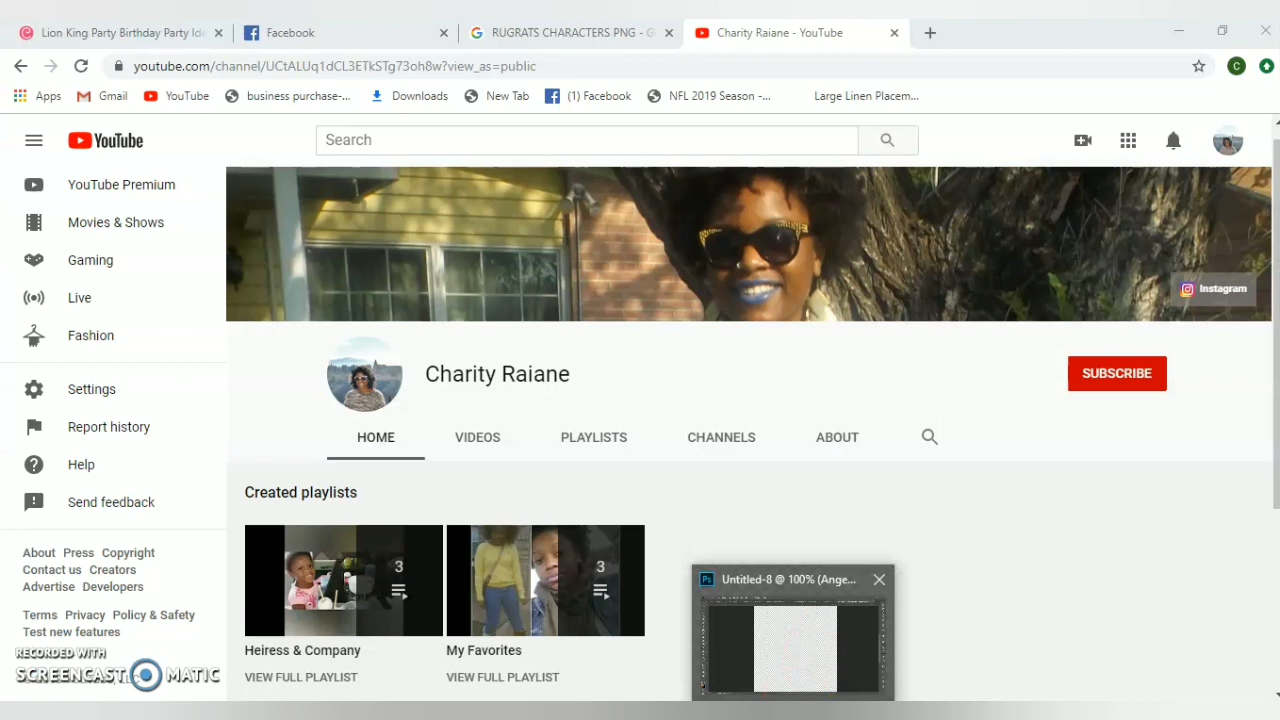 Lion King Party Birthday Party Ide
Facebook
RUGRATS CHARACTERS PNG - G
Charity Raiane - YouTube
youtube.com/channel/UCtALUq1dCL3ETkSTg73oh8w?view_as=public
C
Apps
Gmail
YouTube
business purchase-...
Downloads
New Tab
(1) Facebook
NFL 2019 Season -...
Large Linen Placem...
YouTube
Search
YouTube Premium
Movies & Shows
Gaming
Live
Fashion
Instagram
Charity Raiane
SUBSCRIBE
HOME
VIDEOS
PLAYLISTS
CHANNELS
ABOUT
Settings
Report history
Help
Send feedback
Created playlists
3
3
Heiress & Company
My Favorites
VIEW FULL PLAYLIST
VIEW FULL PLAYLIST
Ps Untitled-8 @ 100% (Ange...
About Press Copyright
Contact us Creators
Advertise Developers
Terms Privacy Policy & Safety
Test new features
RECORDED WITH
SCREENCAST MATIC